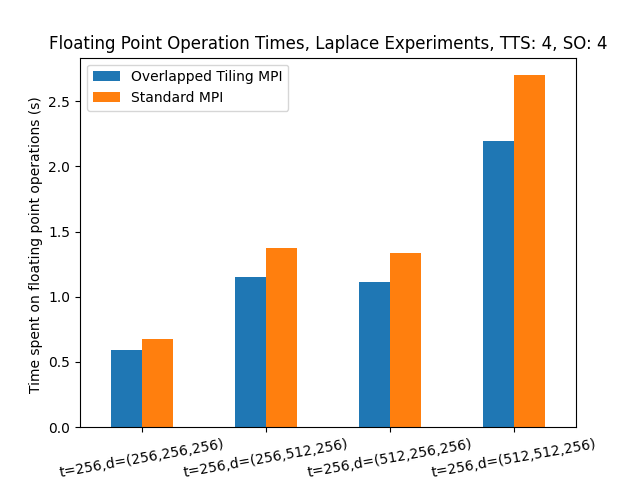 Floating Point Operation Times, Laplace Experiments, TTS: 4, SO: 4
Overlapped Tiling MPI
Standard MPI
Time spent on floating point operations (s)
2.5
2.0
1.5
1.0
0.5
0.0
t=256,d=(256,256,256)
t=256,d=(256,512,256)
t=256,d=(512,256,256)
t=256,d=(512,512,256)